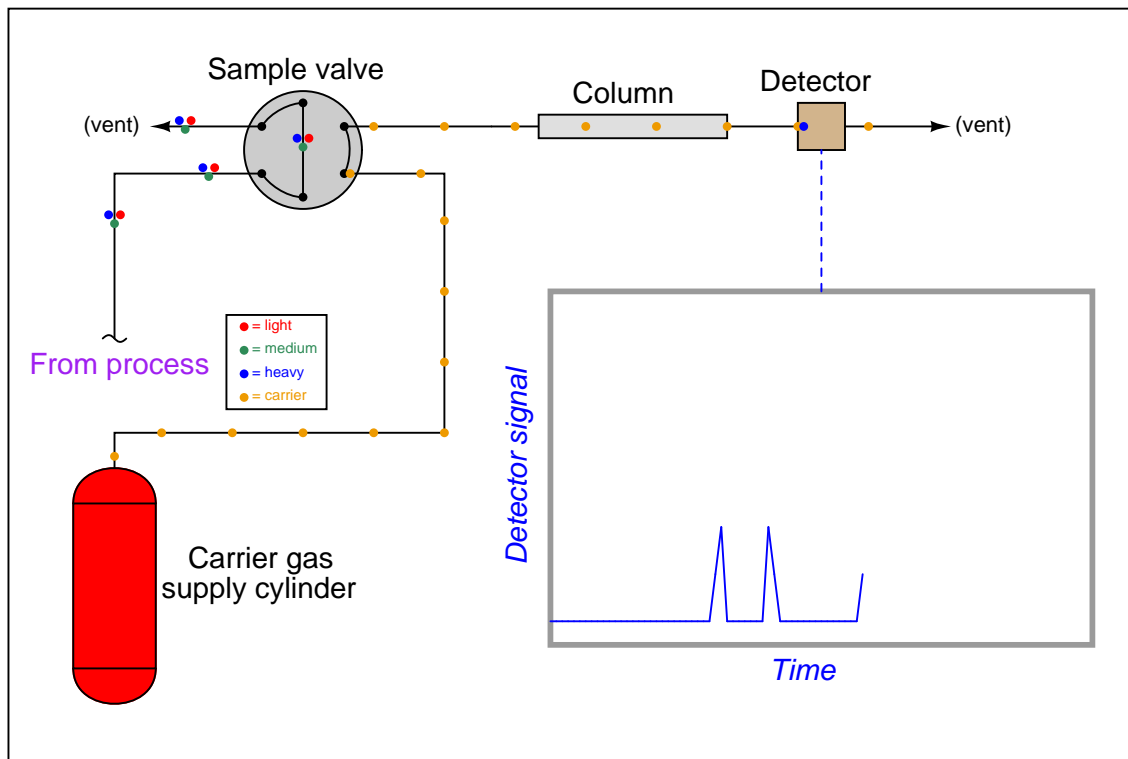 Sample valve
Column
Detector
(vent)
(vent)
From process
= light
= medium
= heavy
= carrier
Detector signal
Carrier gas
supply cylinder
Time